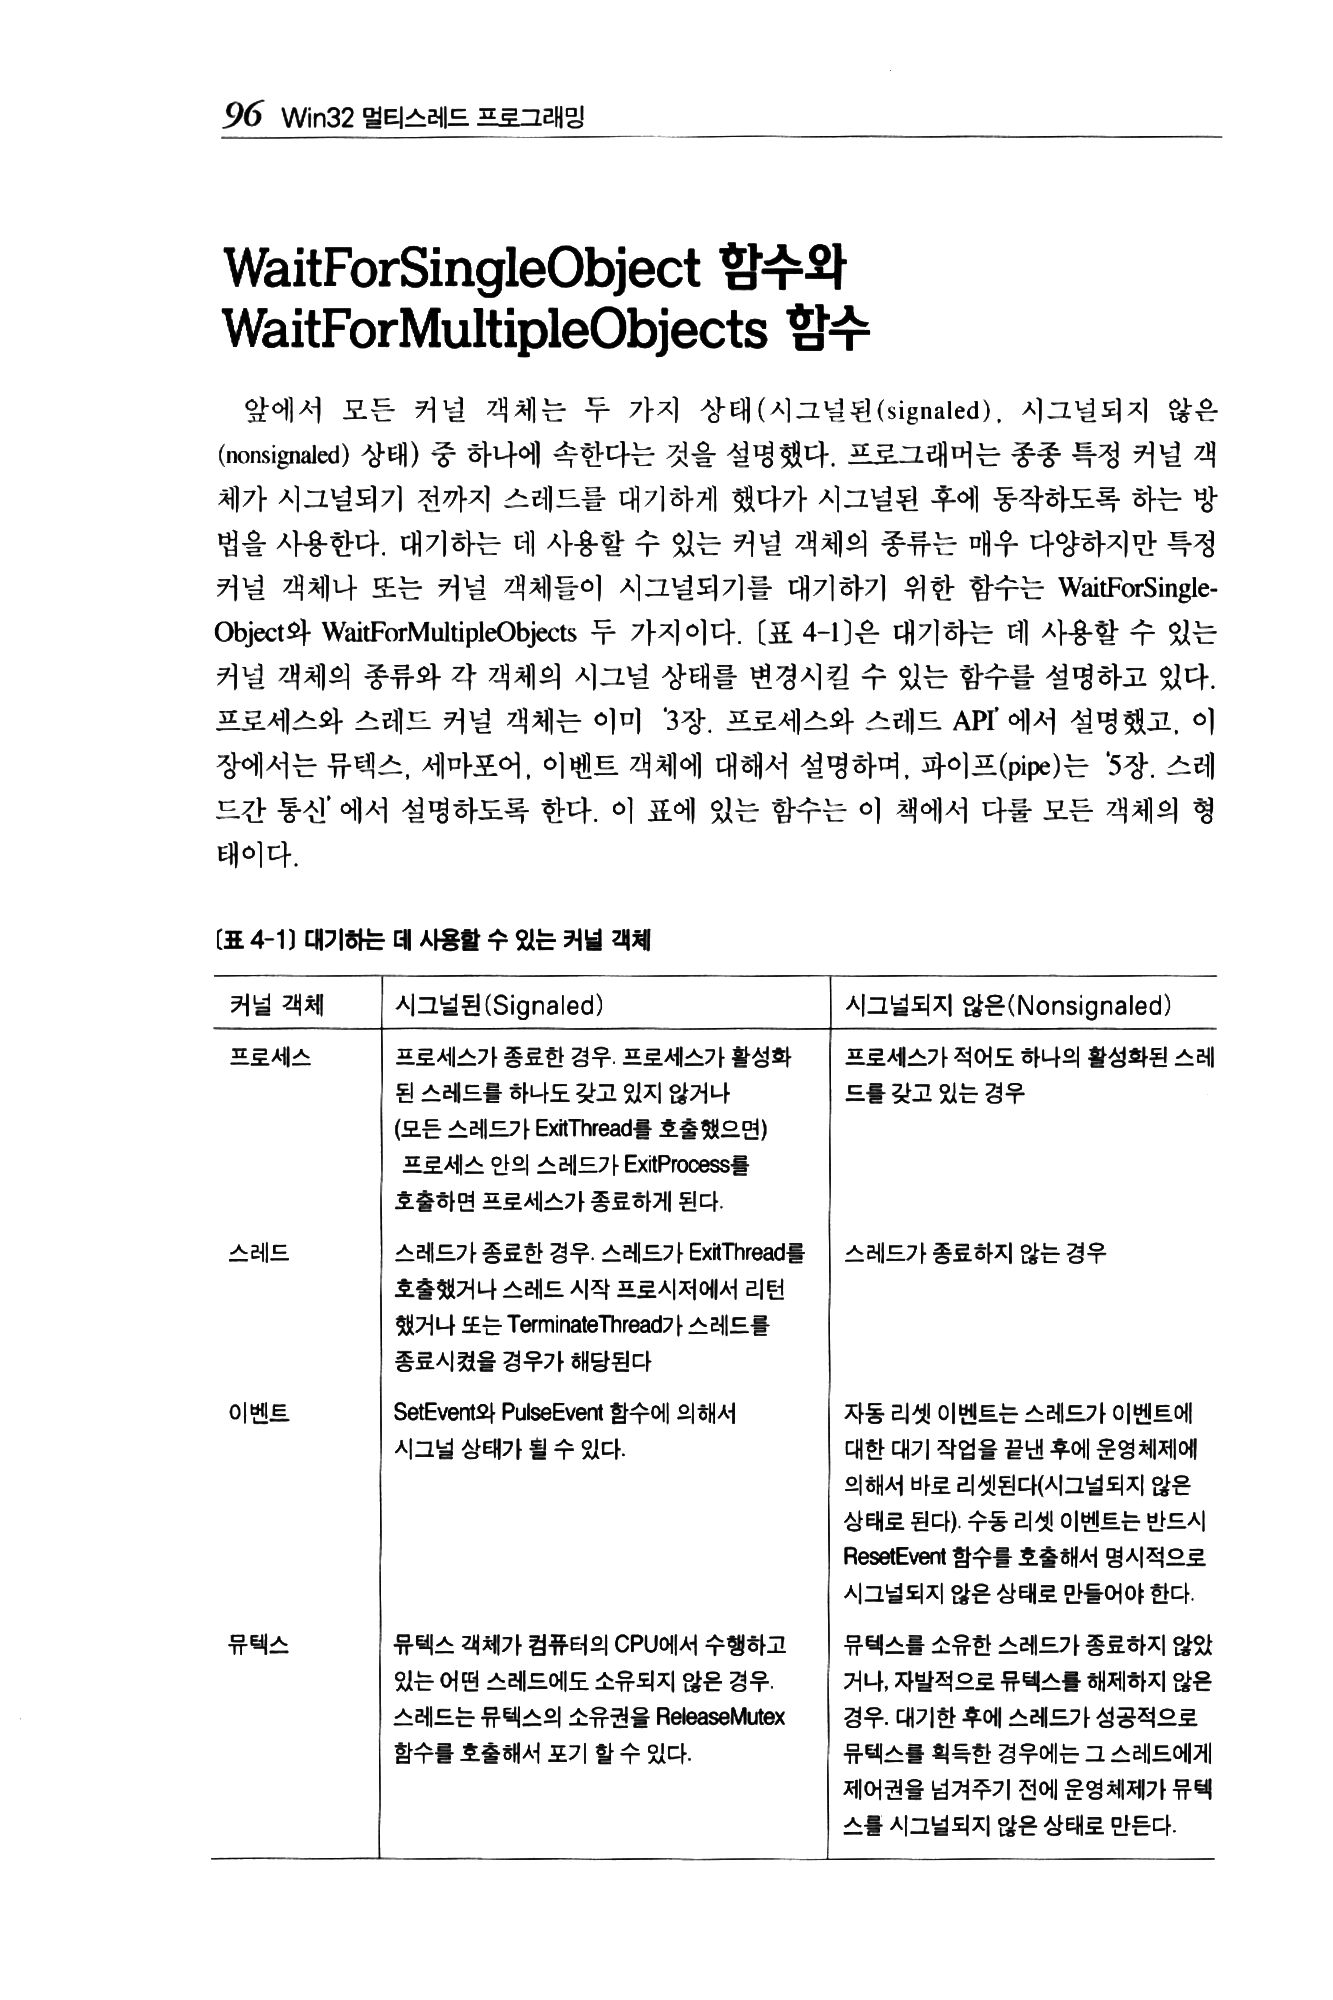 96 Win32 멀티스레드 프로그래밍
WaitForSingleObject 함수와
WaitForMultipleObjects 함수
앞에서 모든 커널 객체는 두 가지 상태(시그널된(signaled), 시그널되지 않은
(nonsignaled) 상태) 중 하나에 속한다는 것을 설명했다. 프로그래머는 종종 특정 커널 객
체가 시그널되기 전까지 스레드를 대기하게 했다가 시그널된 후에 동작하도록 하는 방
법을 사용한다. 대기하는 데 사용할 수 있는 커널 객체의 종류는 매우 다양하지만 특정
커널 객체나 또는 커널 객체들이 시그널되기를 대기하기 위한 함수는 WaitForSingle-
Object와 WaitForMultipleObjects 두 가지이다. [표 4-1]은 대기하는 데 사용할 수 있는
커널 객체의 종류와 각 객체의 시그널 상태를 변경시킬 수 있는 함수를 설명하고 있다.
프로세스와 스레드 커널 객체는 이미 '3장. 프로세스와 스레드 API' 에서 설명했고, 이
장에서는 뮤텍스, 세마포어, 이벤트 객체에 대해서 설명하며, 파이프(pipe)는 '5장. 스레
드간 통신' 에서 설명하도록 한다. 이 표에 있는 함수는 이 책에서 다룰 모든 객체의 형
태이다.
[표 4-1] 대기하는 데 사용할 수 있는 커널 객체
커널 객체
시그널된(Signaled)
시그널되지 않은(Nonsignaled)
프로세스
프로세스가 종료한 경우. 프로세스가 활성화
된 스레드를 하나도 갖고 있지 않거나
(모든 스레드가 ExitThread를 호출했으면)
프로세스 안의 스레드가 ExitProcess를
호출하면 프로세스가 종료하게 된다.
프로세스가 적어도 하나의 활성화된 스레
드를 갖고 있는 경우
스레드
스레드가 종료한 경우. 스레드가 ExitThread를
호출했거나 스레드 시작 프로시저에서 리턴
했거나 또는 TerminateThread가 스레드를
종료시켰을 경우가 해당된다
스레드가 종료하지 않는 경우
이벤트
SetEvent와 PulseEvent 함수에 의해서
시그널 상태가 될 수 있다.
자동 리셋 이벤트는 스레드가 이벤트에
대한 대기 작업을 끝낸 후에 운영체제에
의해서 바로 리셋된다(시그널되지 않은
상태로 된다). 수동 리셋 이벤트는 반드시
ResetEvent 함수를 호출해서 명시적으로
시그널되지 않은 상태로 만들어야 한다.
뮤텍스
뮤텍스 객체가 컴퓨터의 CPU에서 수행하고
있는 어떤 스레드에도 소유되지 않은 경우.
스레드는 뮤텍스의 소유권을 ReleaseMutex
함수를 호출해서 포기 할 수 있다.
뮤텍스를 소유한 스레드가 종료하지 않았
거나, 자발적으로 뮤텍스를 해제하지 않은
경우. 대기한 후에 스레드가 성공적으로
뮤텍스를 획득한 경우에는 그 스레드에게
제어권을 넘겨주기 전에 운영체제가 뮤텍
스를 시그널되지 않은 상태로 만든다.